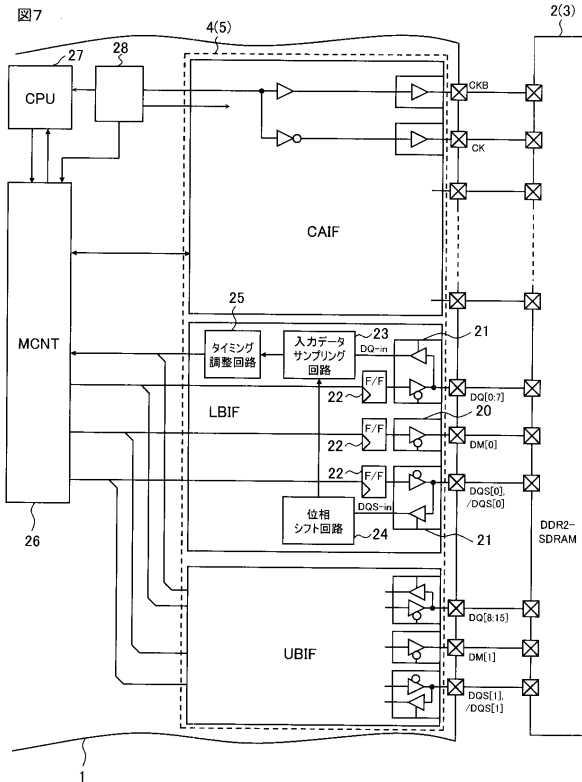 図7
2(3)
4(5)
27
28
CPU
CKB
CK
CAIF
MCNT
25
23
21
タイミング
調整回路
入力データ
サンプリング
回路
DQ-in
LBIF
22
F/F
DQ[0:7]
20
22
F/F
DM[0]
22
F/F
DQS[0],
/DQS[0]
DQS-in
位相
シフト回路
24
21
26
DDR2-
SDRAM
DQ[8:15]
UBIF
DM[1]
DQS[1],
/DQS[1]
1